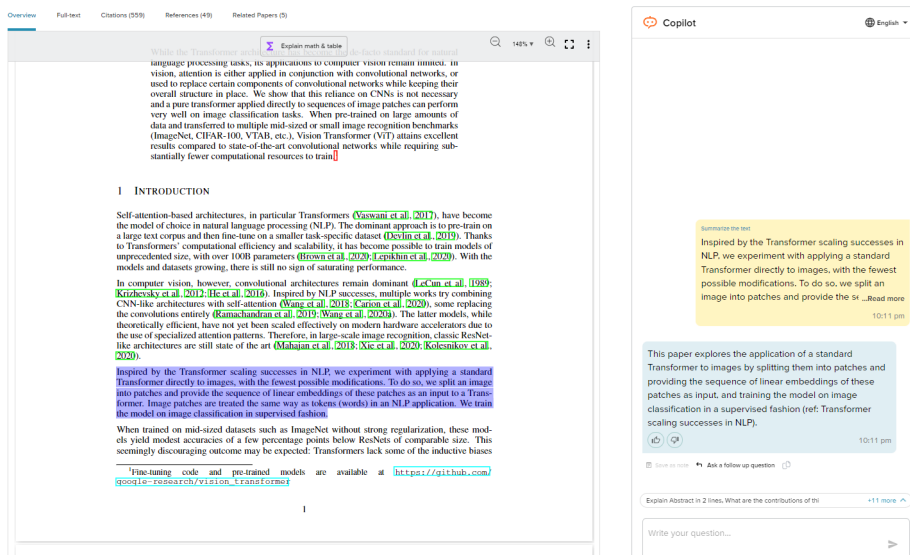 Overview Full-text Citations (559) References (49) Related Papers (5)
Explain math & table
148%
While the Transformer architecture has become the de-facto standard for natural
language processing tasks, its applications to computer vision remain limited. In
vision, attention is either applied in conjunction with convolutional networks, or
used to replace certain components of convolutional networks while keeping their
overall structure in place. We show that this reliance on CNNs is not necessary
and a pure transformer applied directly to sequences of image patches can perform
very well on image classification tasks. When pre-trained on large amounts of
data and transferred to multiple mid-sized or small image recognition benchmarks
(ImageNet, CIFAR-100, VTAB, etc.), Vision Transformer (ViT) attains excellent
results compared to state-of-the-art convolutional networks while requiring sub-
stantially fewer computational resources to train.1
1 INTRODUCTION
Self-attention-based architectures, in particular Transformers (Vaswani et al., 2017), have become
the model of choice in natural language processing (NLP). The dominant approach is to pre-train on
a large text corpus and then fine-tune on a smaller task-specific dataset (Devlin et al., 2019). Thanks
to Transformers' computational efficiency and scalability, it has become possible to train models of
unprecedented size, with over 100B parameters (Brown et al., 2020; Lepikhin et al., 2020). With the
models and datasets growing, there is still no sign of saturating performance.
In computer vision, however, convolutional architectures remain dominant (LeCun et al., 1989;
Krizhevsky et al., 2012; He et al., 2016). Inspired by NLP successes, multiple works try combining
CNN-like architectures with self-attention (Wang et al., 2018; Carion et al., 2020), some replacing
the convolutions entirely (Ramachandran et al., 2019; Wang et al., 2020a). The latter models, while
theoretically efficient, have not yet been scaled effectively on modern hardware accelerators due to
the use of specialized attention patterns. Therefore, in large-scale image recognition, classic ResNet-
like architectures are still state of the art (Mahajan et al., 2018; Xie et al., 2020; Kolesnikov et al.,
2020).
Inspired by the Transformer scaling successes in NLP, we experiment with applying a standard
Transformer directly to images, with the fewest possible modifications. To do so, we split an image
into patches and provide the sequence of linear embeddings of these patches as an input to a Trans-
former. Image patches are treated the same way as tokens (words) in an NLP application. We train
the model on image classification in supervised fashion.
When trained on mid-sized datasets such as ImageNet without strong regularization, these mod-
els yield modest accuracies of a few percentage points below ResNets of comparable size. This
seemingly discouraging outcome may be expected: Transformers lack some of the inductive biases
1Fine-tuning code and pre-trained models are available at https://github.com/
google-research/vision_transformer
1
Copilot English
Summarize the text
Inspired by the Transformer scaling successes in
NLP, we experiment with applying a standard
Transformer directly to images, with the fewest
possible modifications. To do so, we split an
image into patches and provide the se ...Read more
10:11 pm
This paper explores the application of a standard
Transformer to images by splitting them into patches and
providing the sequence of linear embeddings of these
patches as input, and training the model on image
classification in a supervised fashion (ref: Transformer
scaling successes in NLP).
10:11 pm
Save as note Ask a follow up question
Explain Abstract in 2 lines. What are the contributions of thi +11 more
Write your question...